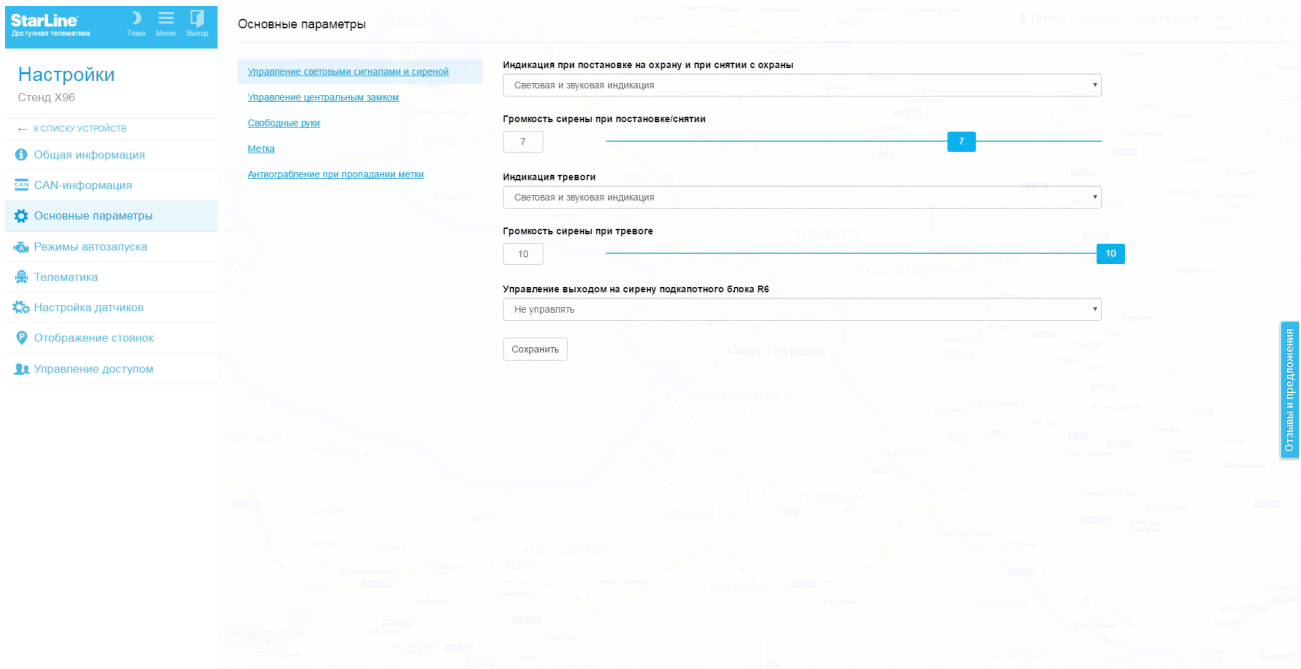 StarLine
Доступная телематика
Тема Меню Выход
Основные параметры
Настройки
Стенд X96
← К СПИСКУ УСТРОЙСТВ
Общая информация
CAN CAN-информация
Основные параметры
Режимы автозапуска
Телематика
Настройка датчиков
Отображение стоянок
Управление доступом
Управление световыми сигналами и сиреной
Управление центральным замком
Свободные руки
Метка
Антиограбление при пропадании метки
Индикация при постановке на охрану и при снятии с охраны
Световая и звуковая индикация
Громкость сирены при постановке/снятии
7 7
Индикация тревоги
Световая и звуковая индикация
Громкость сирены при тревоге
10 10
Управление выходом на сирену подкапотного блока R6
Не управлять
Сохранить
Отзывы и предложения
Санкт-Петербург